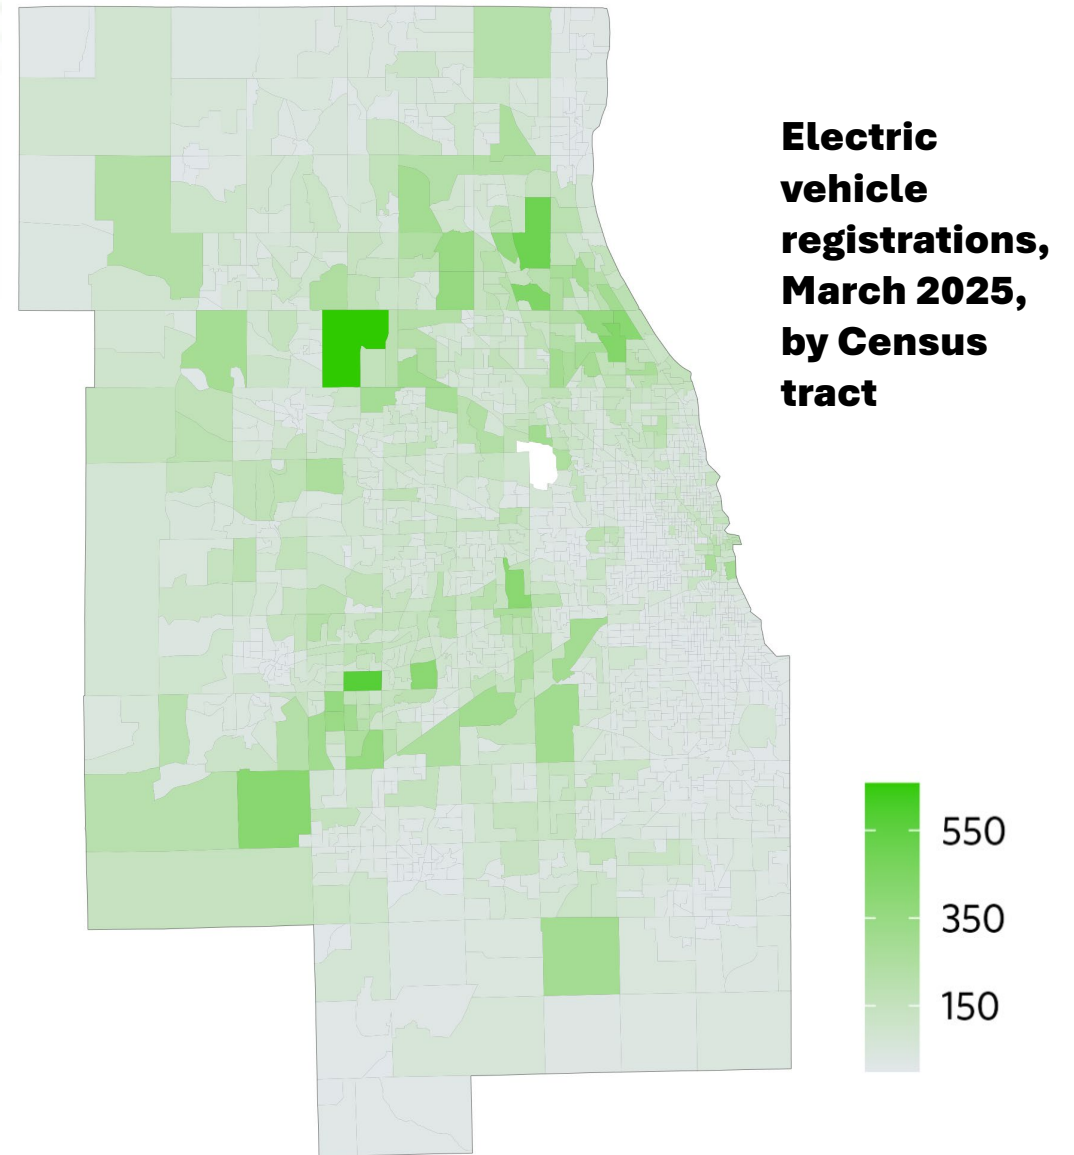 Electric
vehicle
registrations,
March 2025,
by Census
tract
550
350
150